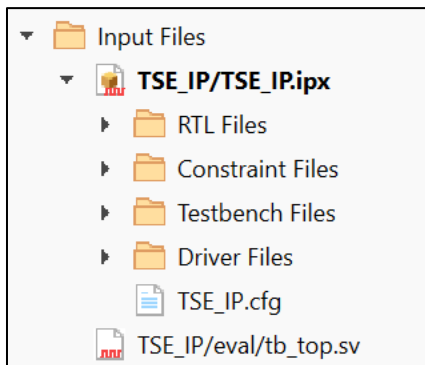 Input Files
TSE_IP/TSE_IP.ipx
RTL Files
Constraint Files
Testbench Files
Driver Files
TSE_IP.cfg
TSE_IP/eval/tb_top.sv